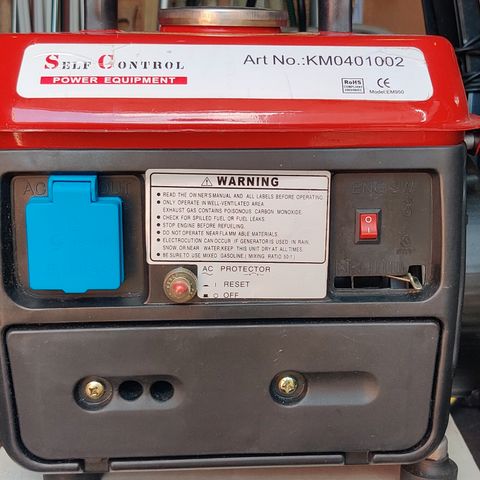 SELF CONTROL
POWER EQUIPMENT
Art No.:KM0401002
RoHS
COMPLIANT
CE
Model:EM950
AC OUT
WARNING
READ THE OWNER'S MANUAL AND ALL LABELS BEFORE OPERATING.
ONLY OPERATE IN WELL-VENTILATED AREA
EXHAUST GAS CONTAINS POISONOUS CARBON MONOXIDE.
CHECK FOR SPILLED FUEL OR FUEL LEAKS.
STOP ENGINE BEFORE REFUELING.
DO NOT OPERATE NEAR FLAMMABLE MATERIALS.
ELECTROCUTION CAN OCCUR IF GENERATOR IS USED IN RAIN,
SNOW,OR NEAR WATER.KEEP THIS UNIT DRY AT ALL TIMES.
BE SURE TO USE MIXED GASOLINE ( MIXING RATIO 50:1 )
AC PROTECTOR
RESET
OFF
ENG.SW